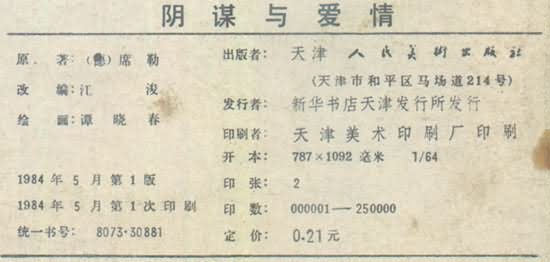 阴谋与爱情
原 著：(德)席 勒
改 编：江 浚
绘 画：谭 晓 春
1984 年 5 月 第 1 版
1984 年 5 月 第 1 次 印 刷
统一书号： 8073·30881
出版者： 天津 人民美术出版社
(天津市和平区马场道214号)
发行者： 新华书店天津发行所发行
印刷者： 天津美术印刷厂印刷
开 本： 787×1092 毫米 1/64
印 张： 2
印 数： 000001—250000
定 价： 0.21元